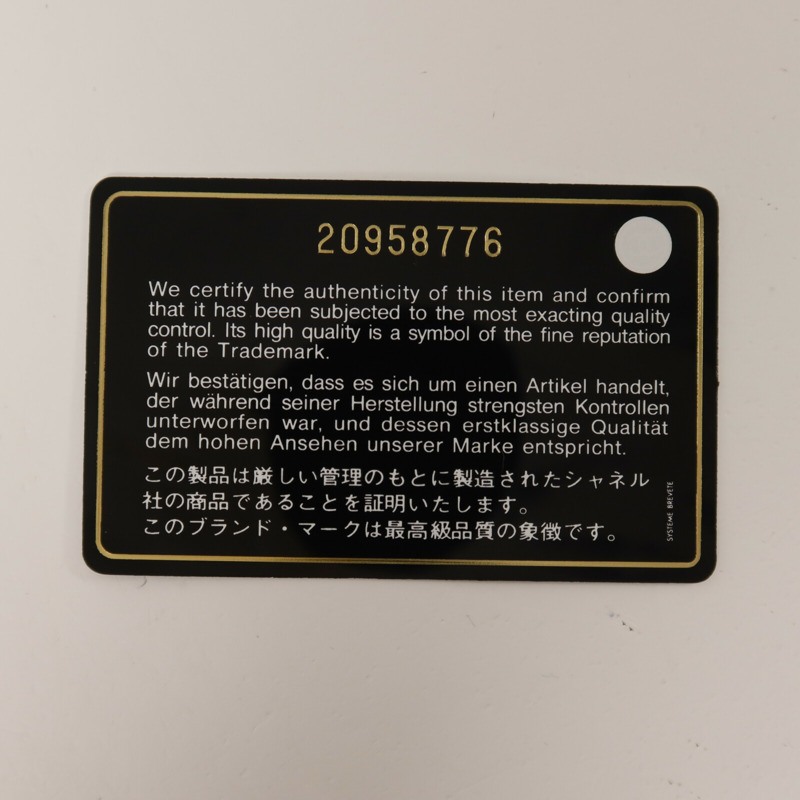 20958776
We certify the authenticity of this item and confirm
that it has been subjected to the most exacting quality
control. Its high quality is a symbol of the fine reputation
of the Trademark.
Wir bestätigen, dass es sich um einen Artikel handelt,
der während seiner Herstellung strengsten Kontrollen
unterworfen war, und dessen erstklassige Qualität
dem hohen Ansehen unserer Marke entspricht.
この製品は厳しい管理のもとに製造されたシャネル
社の商品であることを証明いたします。
このブランド・マークは最高級品質の象徴です。
SYSTEME BREVETE